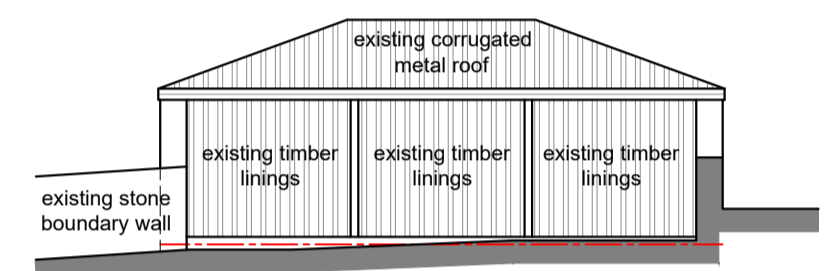 existing corrugated
metal roof
existing timber
linings
existing timber
linings
existing timber
linings
existing stone
boundary wall